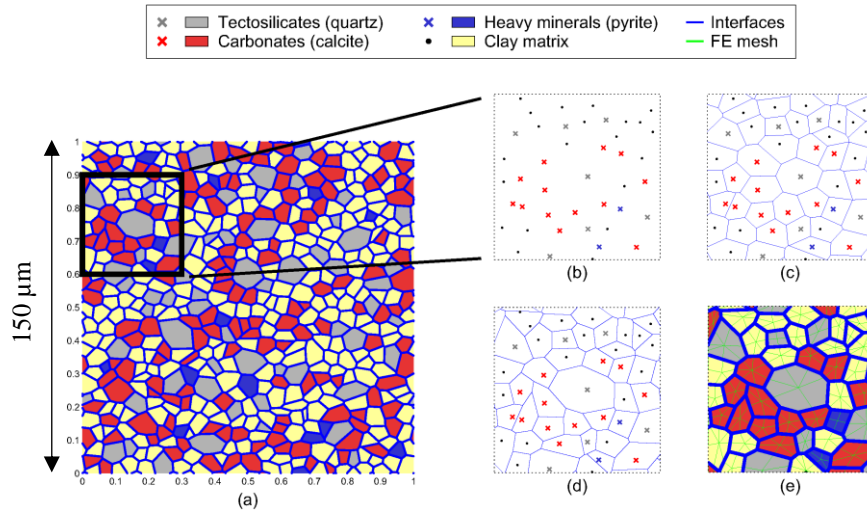 Tectosilicates (quartz)
Heavy minerals (pyrite)
Interfaces
Carbonates (calcite)
Clay matrix
FE mesh
150 µm
1
0.9
0.8
0.7
0.6
0.5
0.4
0.3
0.2
0.1
0
0 0.1 0.2 0.3 0.4 0.5 0.6 0.7 0.8 0.9 1
(a)
(b)
(c)
(d)
(e)